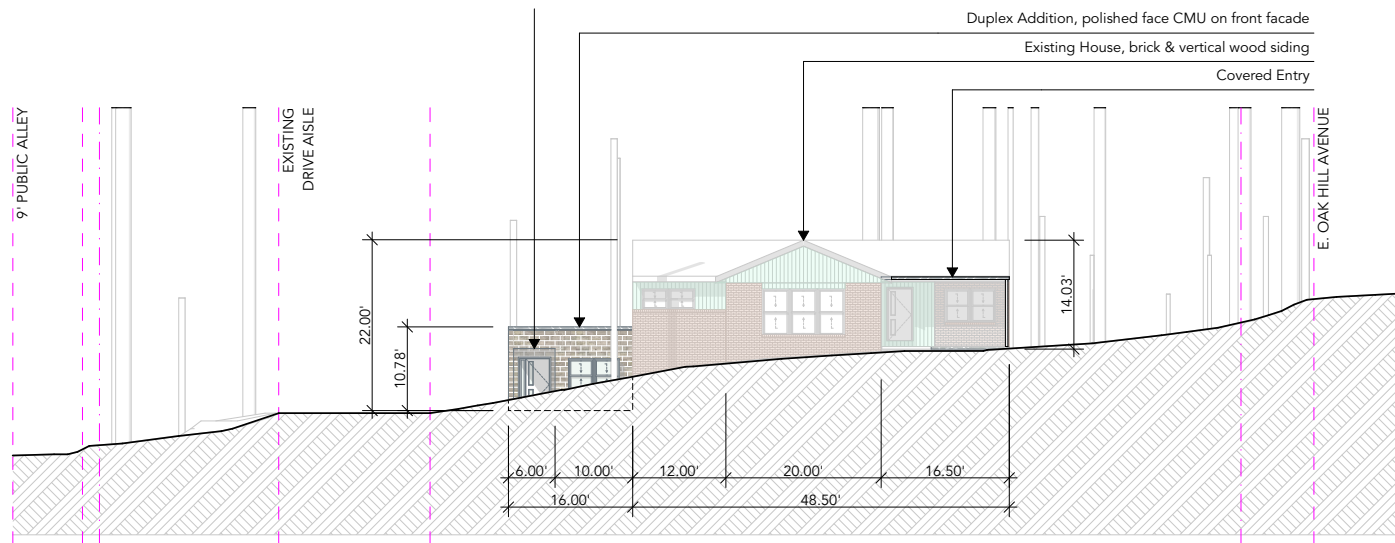 Duplex Addition, polished face CMU on front facade
Existing House, brick & vertical wood siding
Covered Entry
9' PUBLIC ALLEY
EXISTING
DRIVE AISLE
E. OAK HILL AVENUE
22.00'
10.78'
14.03'
6.00'
10.00'
12.00'
20.00'
16.50'
16.00'
48.50'